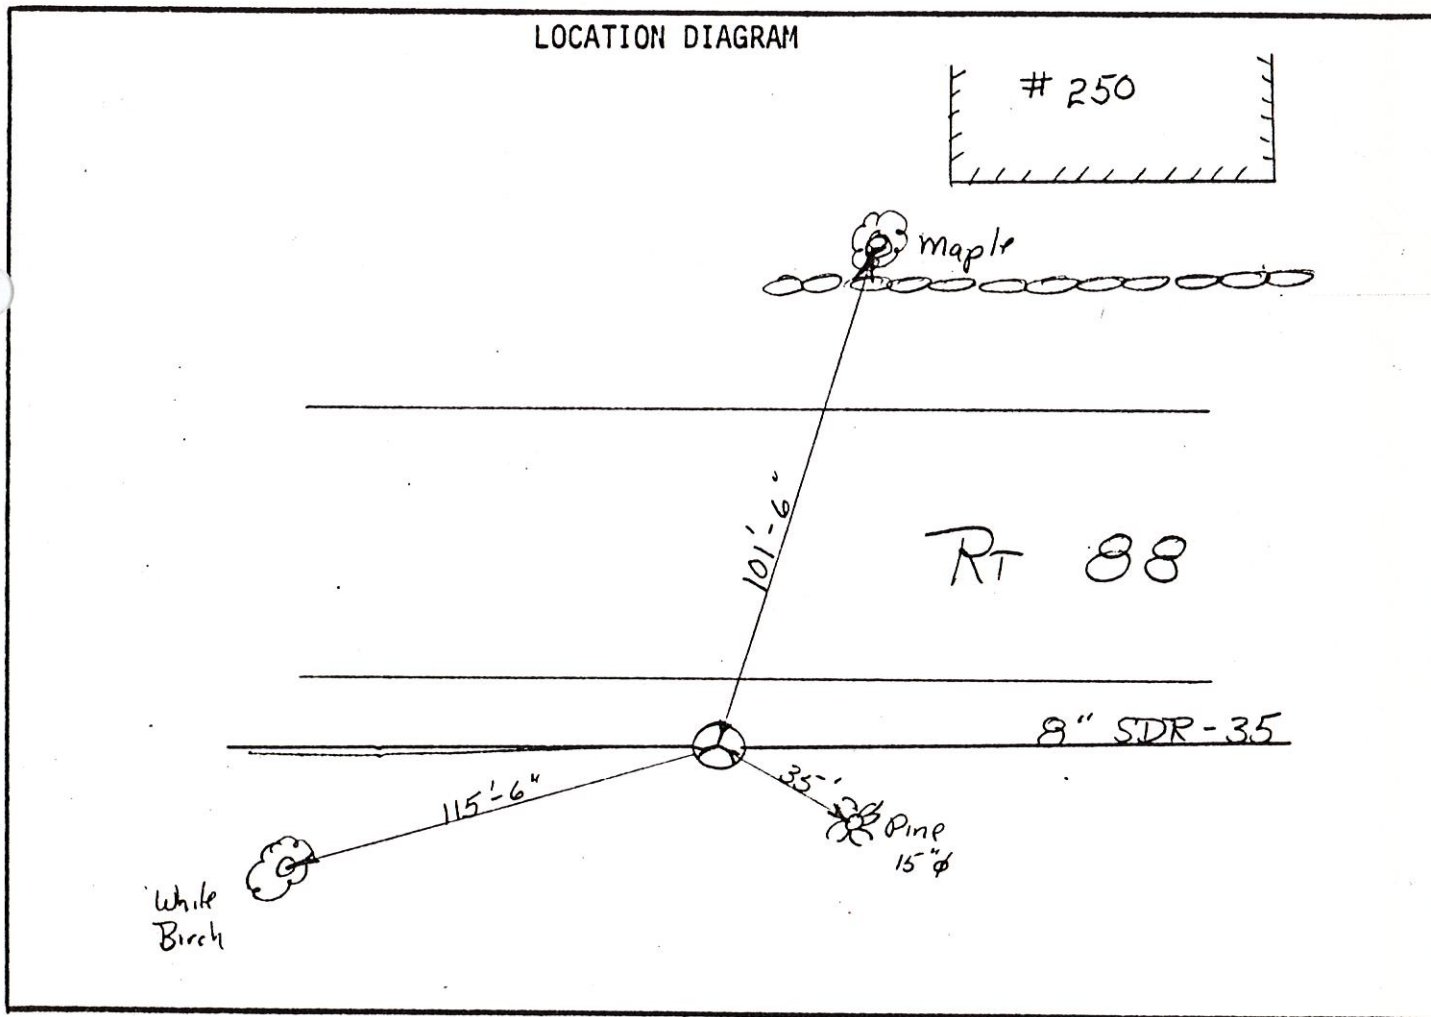 LOCATION DIAGRAM
# 250
Maple
101'-6"
RT 88
8" SDR-35
35'
115'-6"
Pine
15"φ
White
Birch